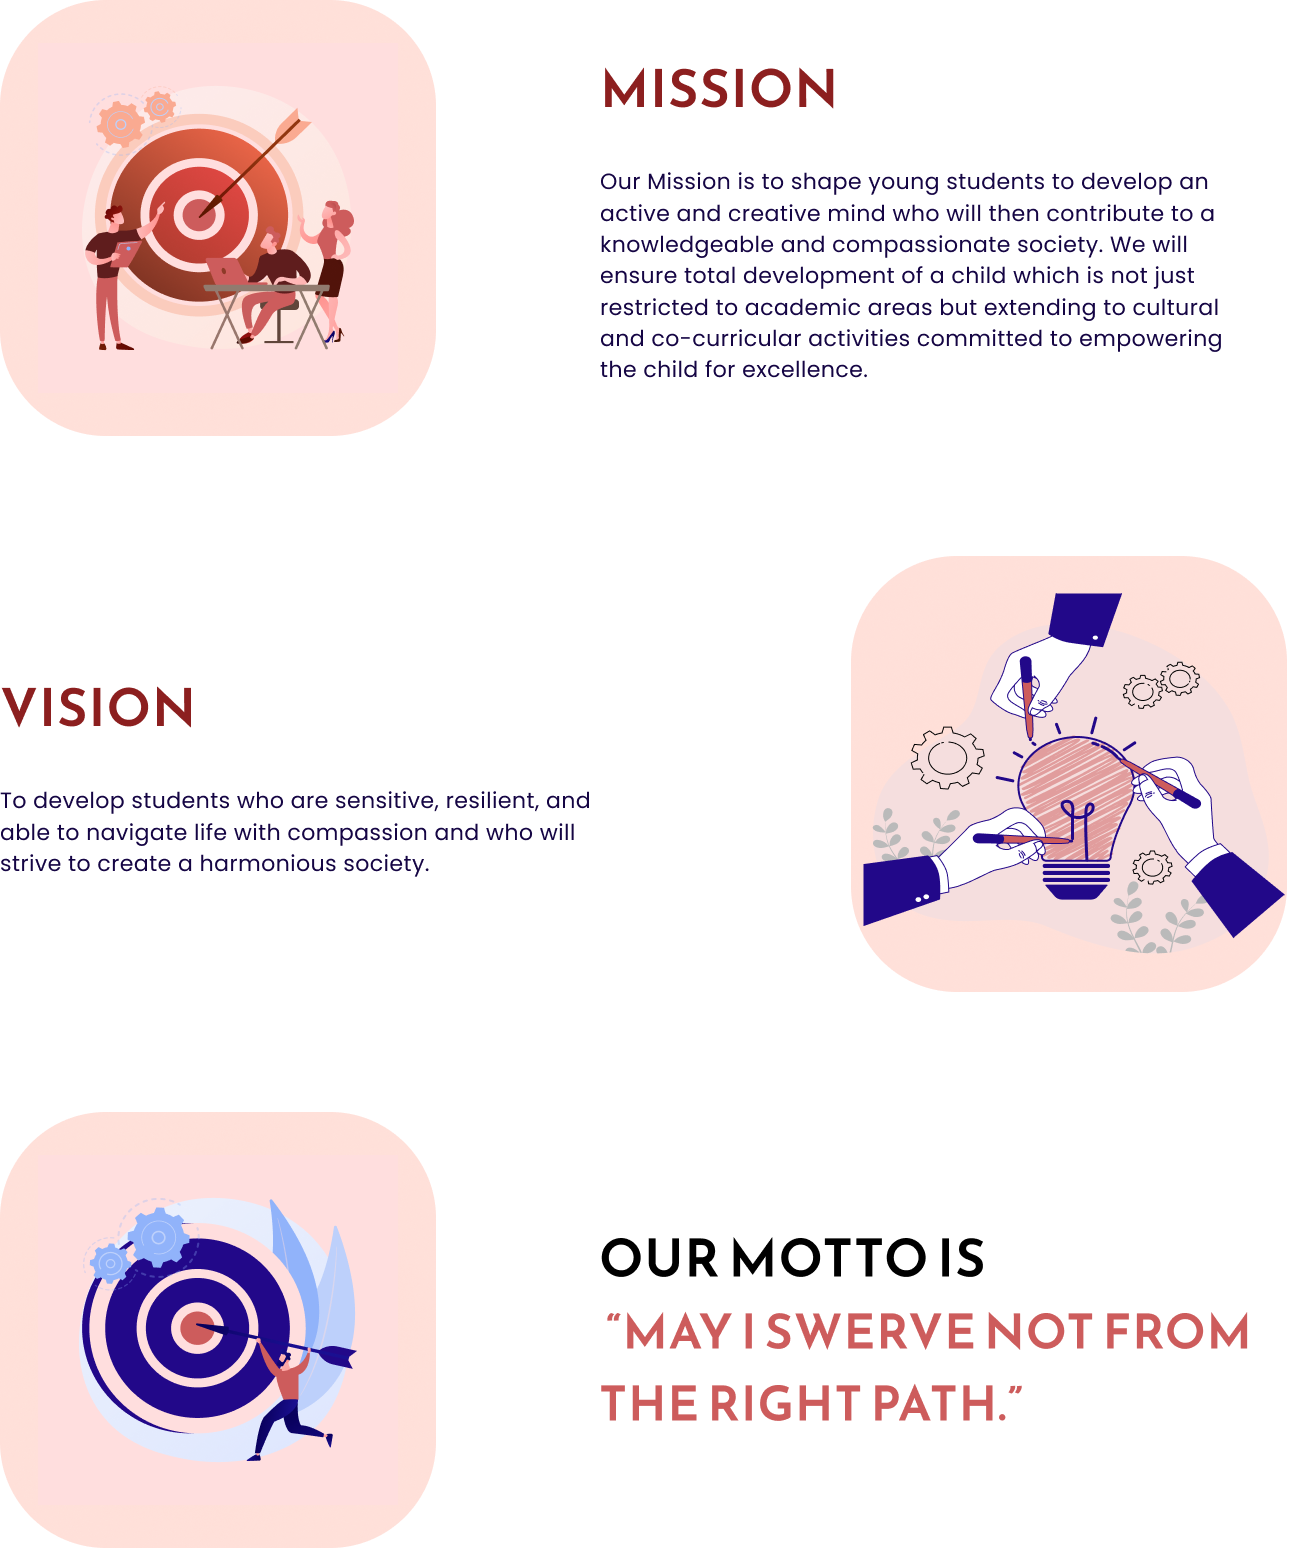 MISSION
Our Mission is to shape young students to develop an
active and creative mind who will then contribute to a
knowledgeable and compassionate society. We will
ensure total development of a child which is not just
restricted to academic areas but extending to cultural
and co-curricular activities committed to empowering
the child for excellence.
VISION
To develop students who are sensitive, resilient, and
able to navigate life with compassion and who will
strive to create a harmonious society.
OUR MOTTO IS
“MAY I SWERVE NOT FROM
THE RIGHT PATH.”